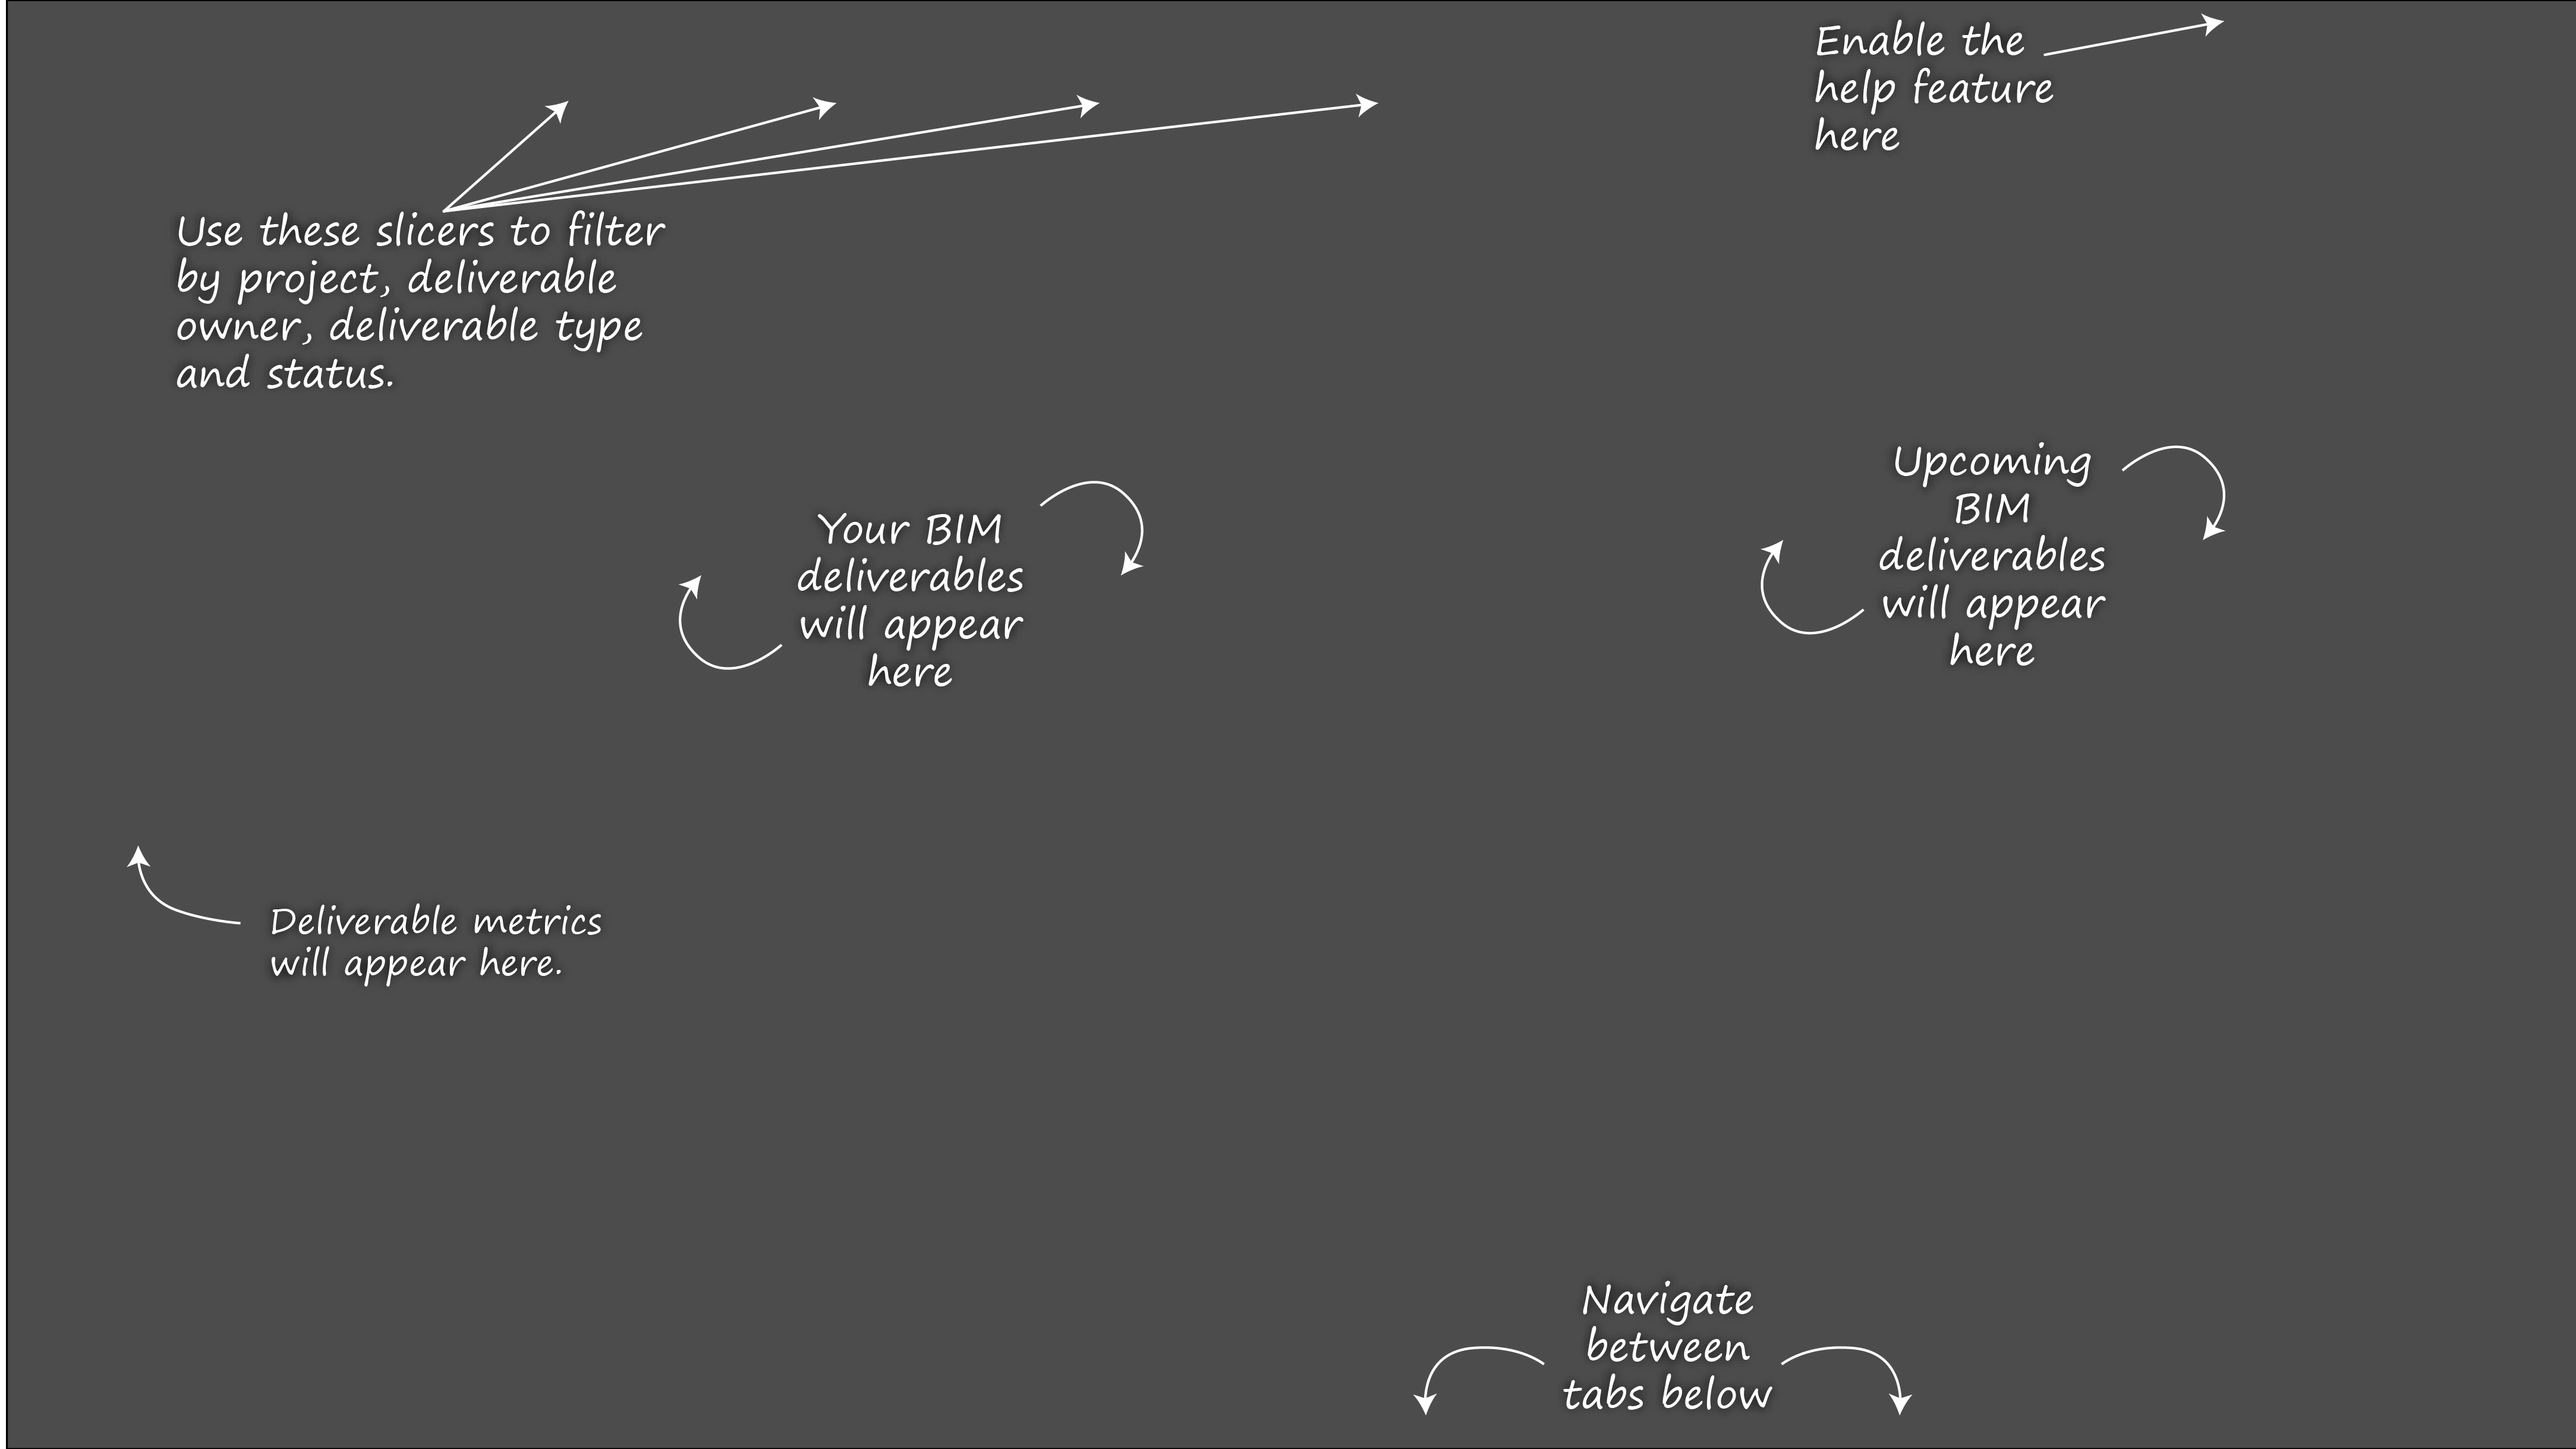 Enable the
help feature
here
Use these slicers to filter
by project, deliverable
owner, deliverable type
and status.
Upcoming
BIM
deliverables
will appear
here
Your BIM
deliverables
will appear
here
Deliverable metrics
will appear here.
Navigate
between
tabs below